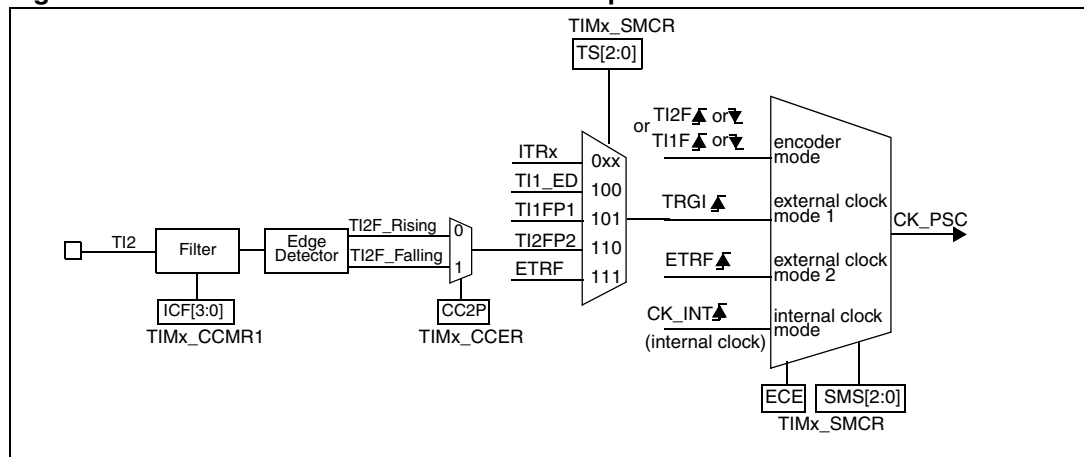 TIMx_SMCR
TS[2:0]
or TI2F or
TI1F or
encoder
mode
ITRx
0xx
TI1_ED
100
TI1FP1
101
TRGI
external clock
mode 1
CK_PSC
TI2
Filter
Edge
Detector
TI2F_Rising
0
TI2F_Falling
1
TI2FP2
110
ETRF
111
ETRF
external clock
mode 2
ICF[3:0]
TIMx_CCMR1
CC2P
TIMx_CCER
CK_INT
(internal clock)
internal clock
mode
ECE
SMS[2:0]
TIMx_SMCR